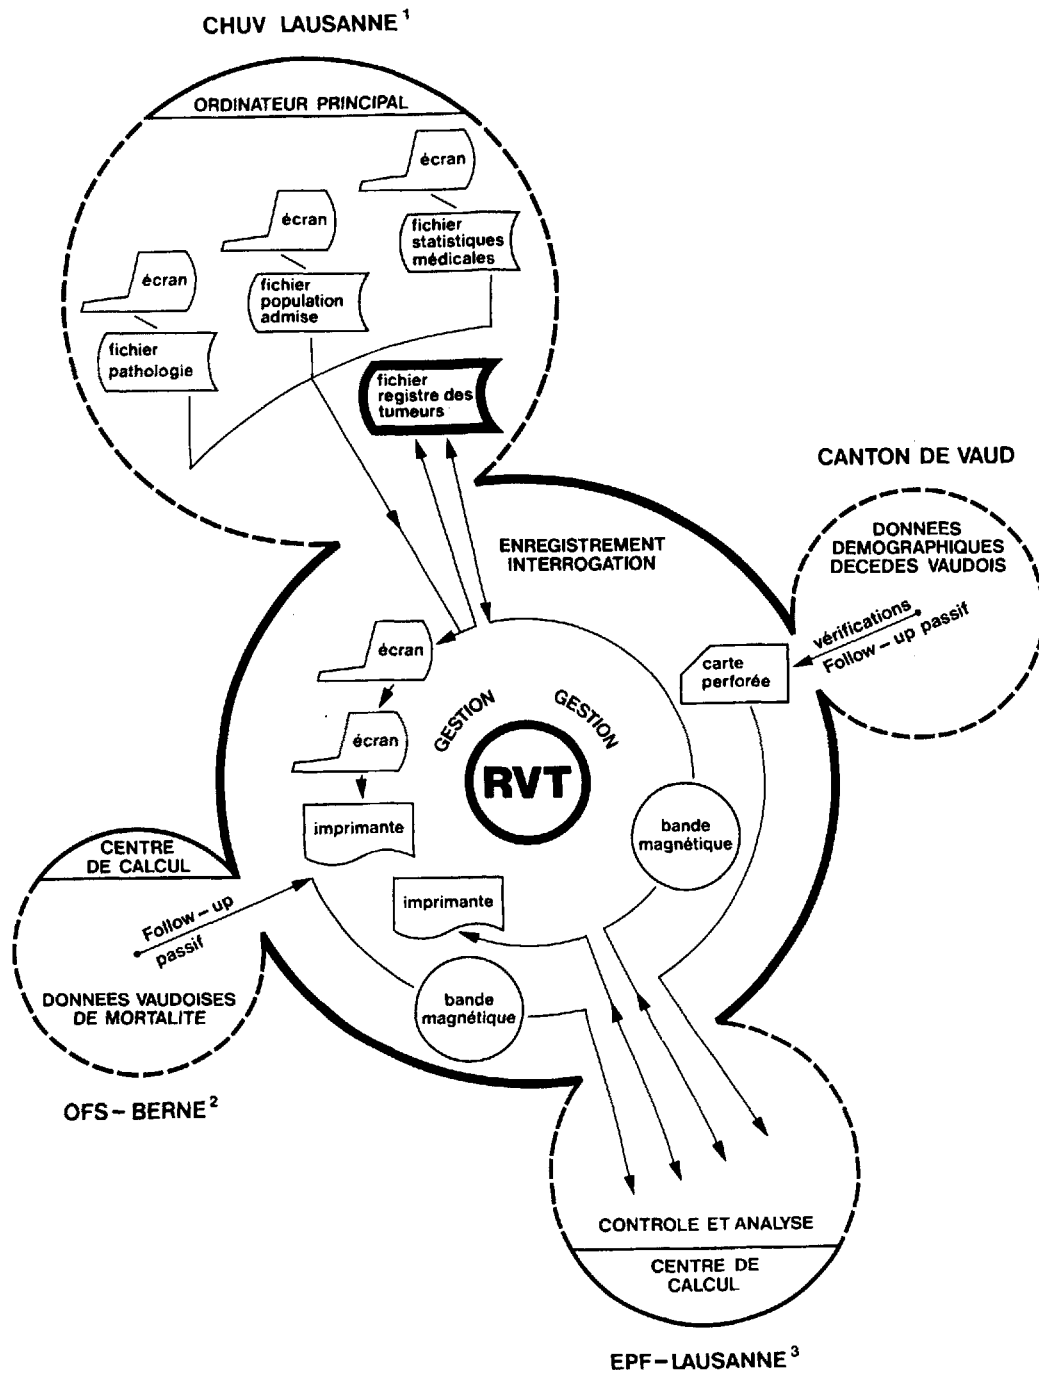 CHUV LAUSANNE¹
ORDINATEUR PRINCIPAL
écran
fichier
statistiques
médicales
écran
fichier
population
admise
écran
fichier
pathologie
fichier
registre des
tumeurs
CANTON DE VAUD
DONNEES
DEMOGRAPHIQUES
DECEDES VAUDOIS
vérifications
Follow-up passif
ENREGISTREMENT
INTERROGATION
carte
perforée
écran
écran
imprimante
GESTION
GESTION
RVT
bande
magnétique
imprimante
bande
magnétique
CENTRE
DE CALCUL
Follow-up
passif
DONNEES VAUDOISES
DE MORTALITE
OFS-BERNE²
CONTROLE ET ANALYSE
CENTRE DE
CALCUL
EPF-LAUSANNE³